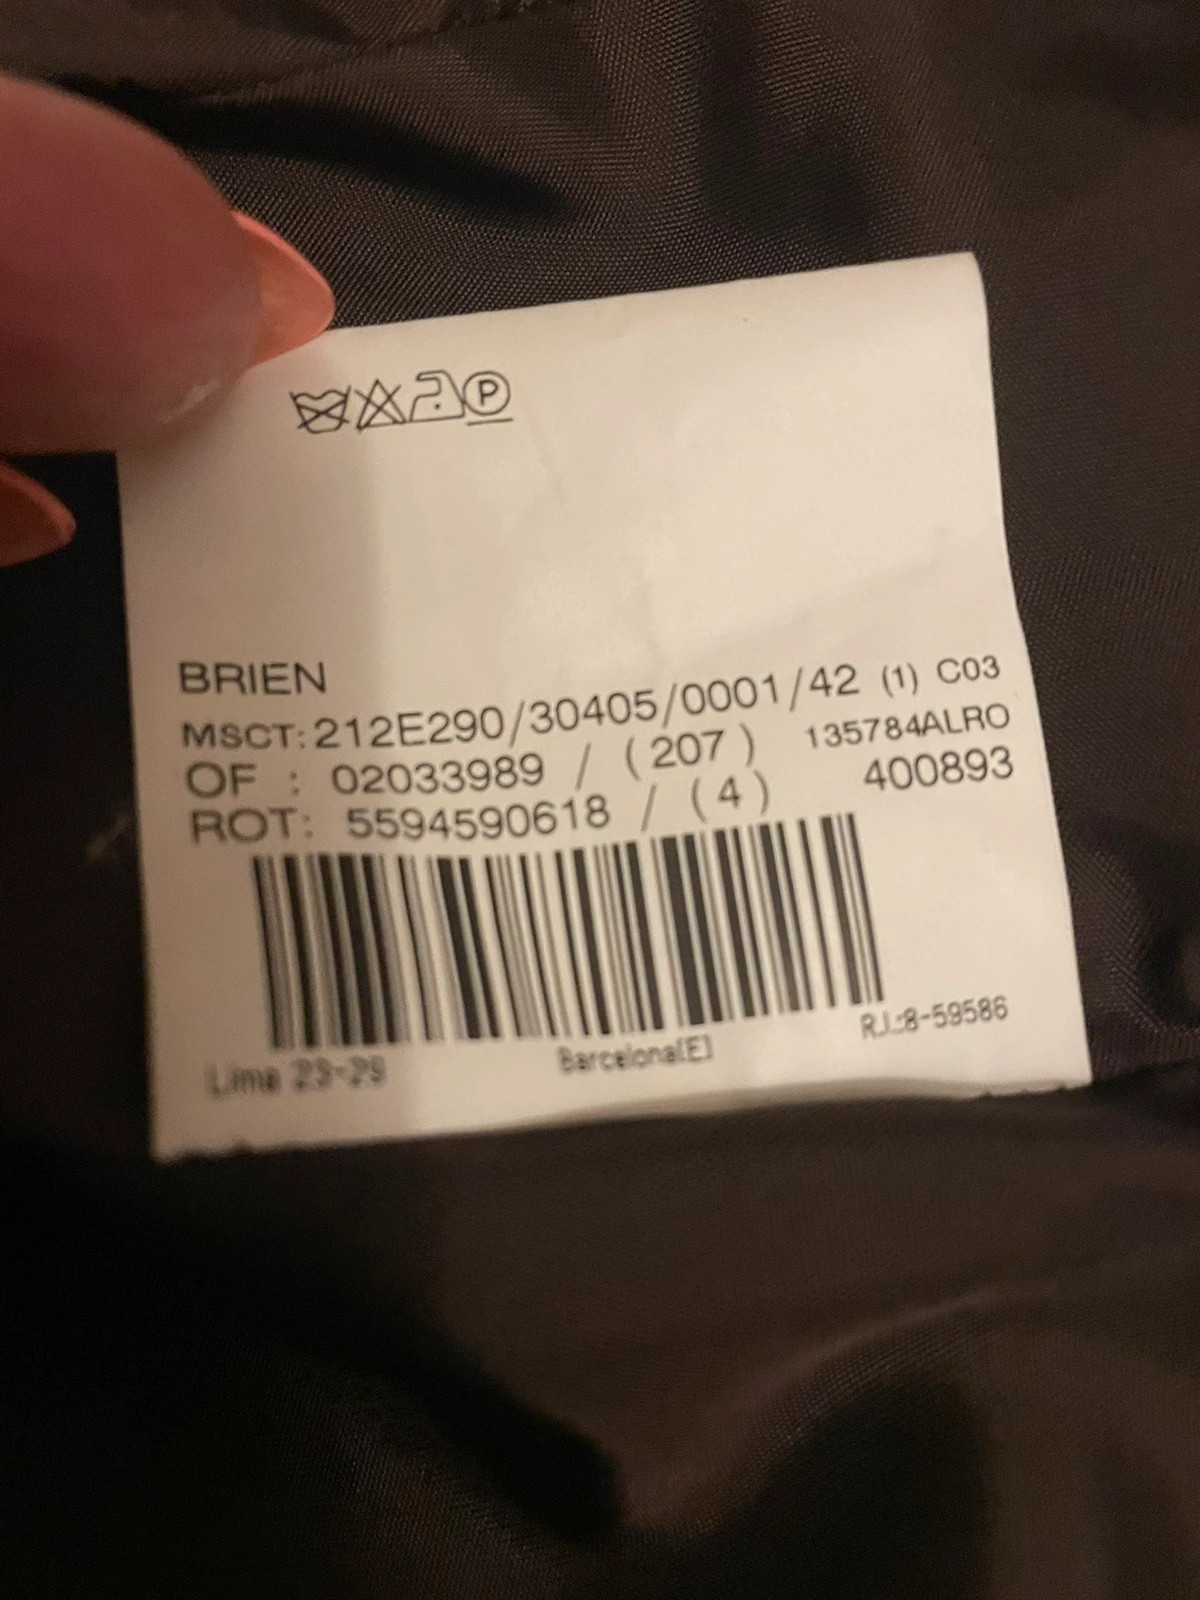 P
BRIEN
MSCT:212E290/30405/0001/42 (1) C03
OF : 02033989 / (207) 135784ALRO
ROT: 5594590618 / (4) 400893
Lima 23-29 Barcelona(E) R.I.:8-59586